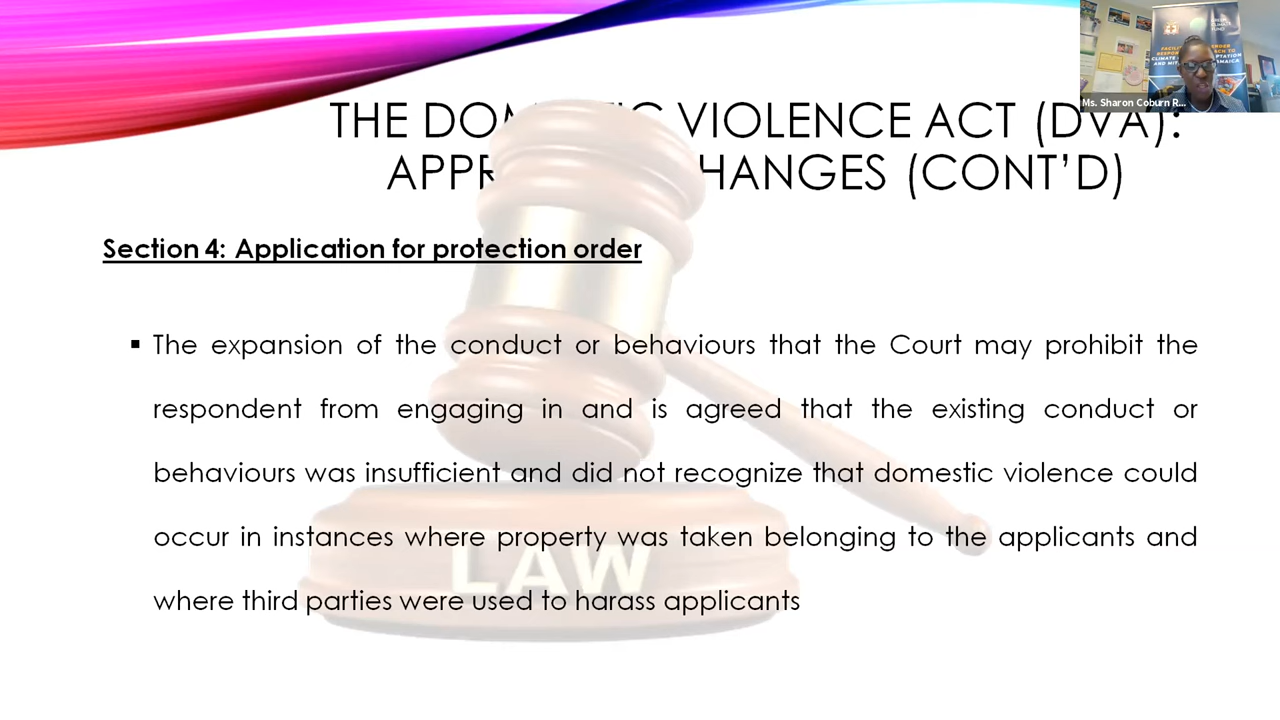 THE DOM IC VIOLENCE ACT (DVA):
APPR HANGES (CONT’D)
Ms. Sharon Coburn R...
Section 4: Application for protection order
▪ The expansion of the conduct or behaviours that the Court may prohibit the
respondent from engaging in and is agreed that the existing conduct or
behaviours was insufficient and did not recognize that domestic violence could
occur in instances where property was taken belonging to the applicants and
where third parties were used to harass applicants
LAW